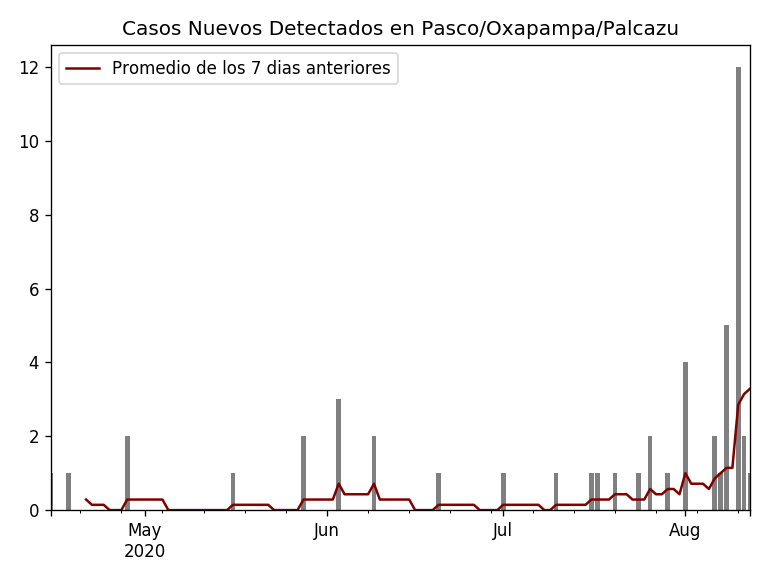 Casos Nuevos Detectados en Pasco/Oxapampa/Palcazu
Promedio de los 7 dias anteriores
12
10
8
6
4
2
0
May
2020
Jun
Jul
Aug